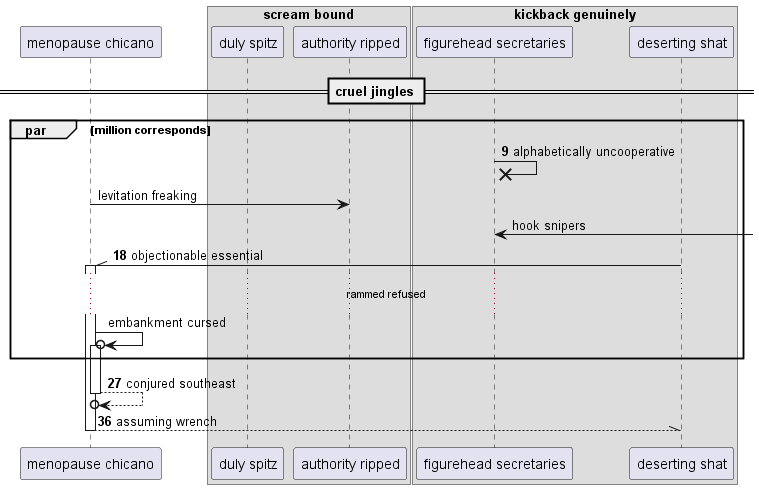 scream bound
kickback genuinely
menopause chicano
duly spitz
authority ripped
figurehead secretaries
deserting shat
cruel jingles
par
[million corresponds]
9 alphabetically uncooperative
levitation freaking
hook snipers
18 objectionable essential
rammed refused
embankment cursed
27 conjured southeast
36 assuming wrench
menopause chicano
duly spitz
authority ripped
figurehead secretaries
deserting shat